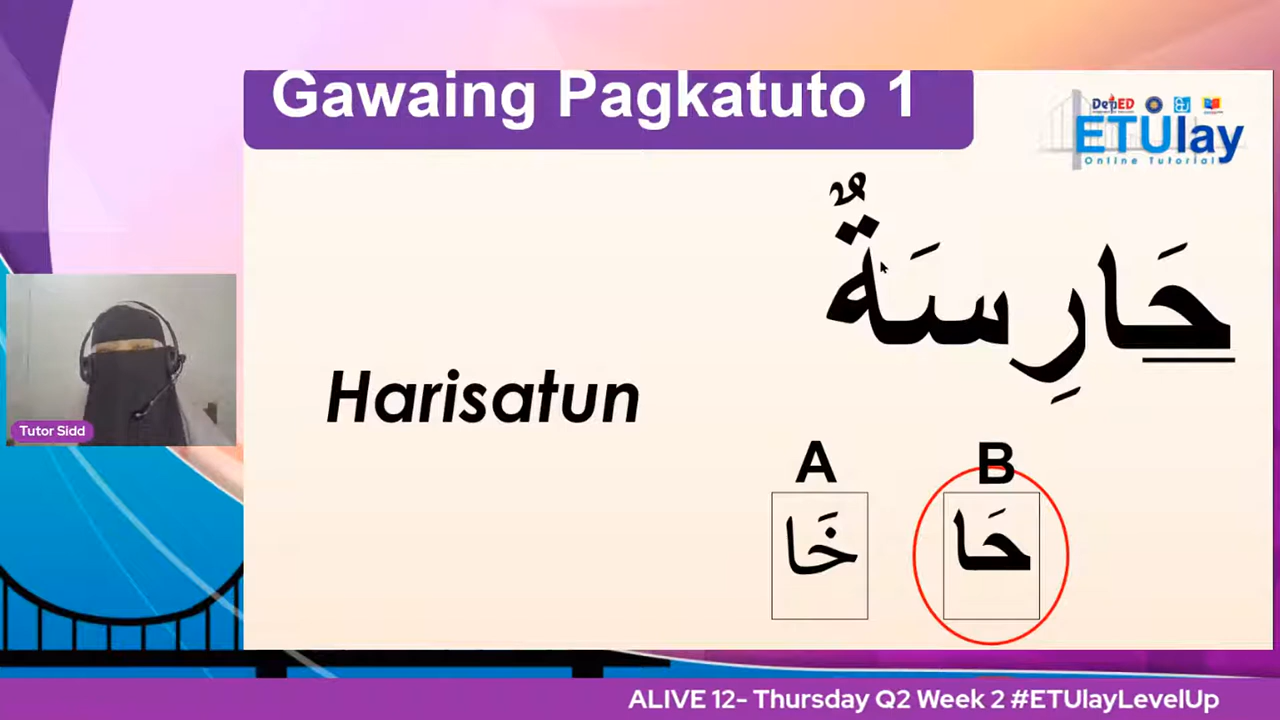 Gawaing Pagkatuto 1
DepED
ETUlay
Online Tutorial
حَارِسَةٌ
Harisatun
A
B
خَا
حَا
Tutor Sidd
ALIVE 12- Thursday Q2 Week 2 #ETUlayLevelUp